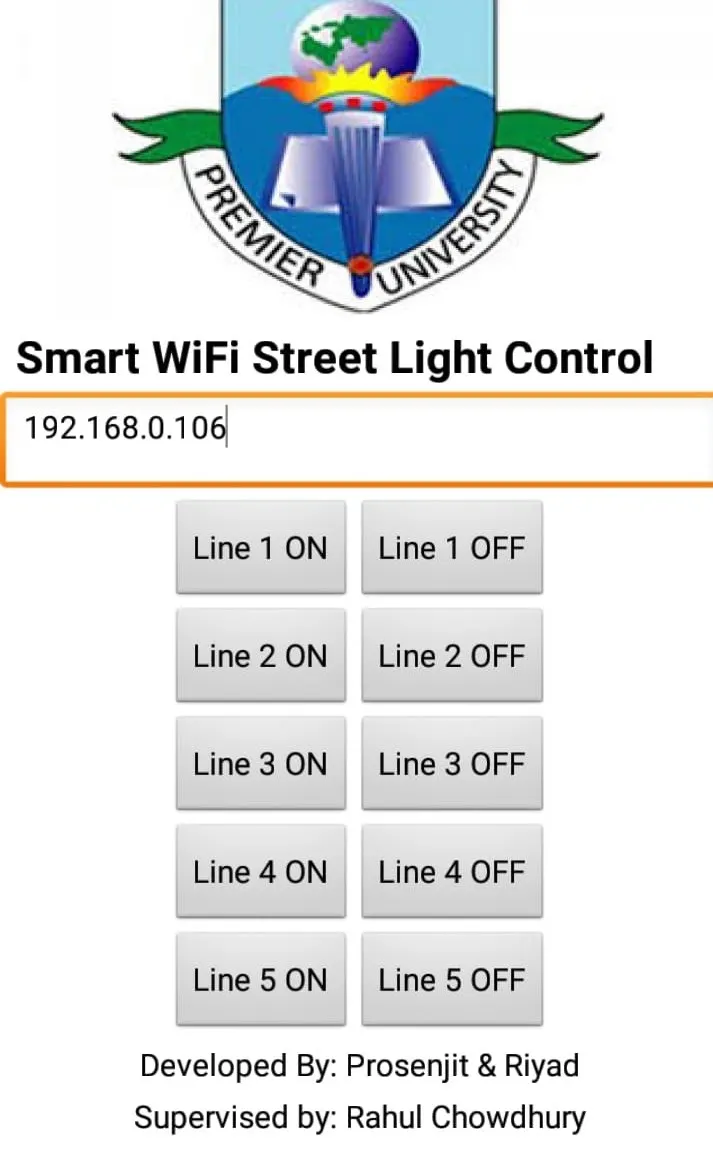 PREMIER UNIVERSITY
Smart WiFi Street Light Control
192.168.0.106
Line 1 ON Line 1 OFF
Line 2 ON Line 2 OFF
Line 3 ON Line 3 OFF
Line 4 ON Line 4 OFF
Line 5 ON Line 5 OFF
Developed By: Prosenjit & Riyad
Supervised by: Rahul Chowdhury